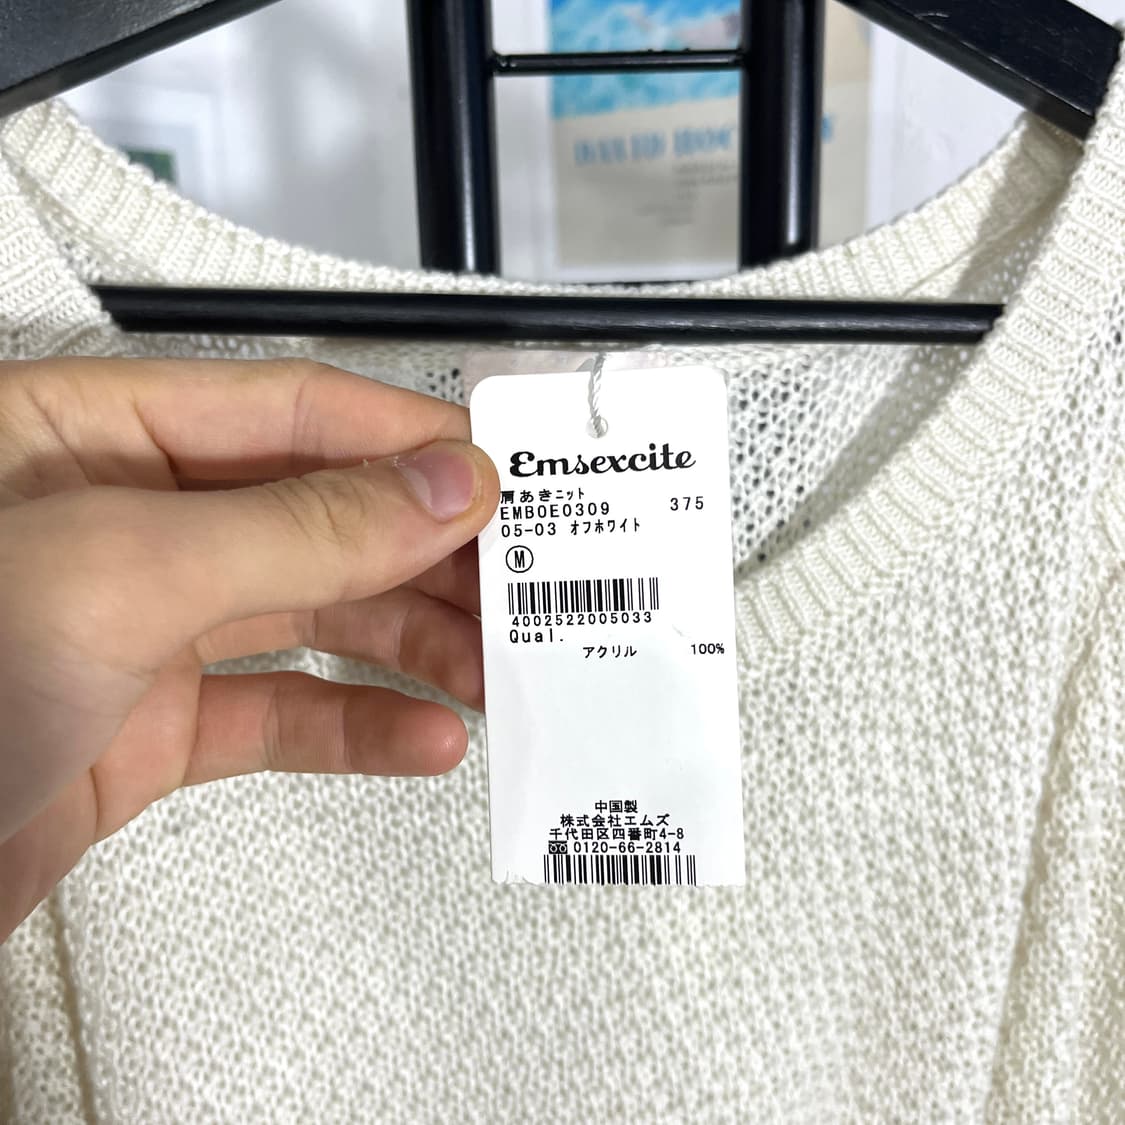 DAVID HOC
Emsexcite
肩あきニット
EMBOE0309 375
05-03 オフホワイト
M
4002522005033
Qual.
アクリル 100%
中国製
株式会社エムズ
千代田区四番町4-8
0120-66-2814